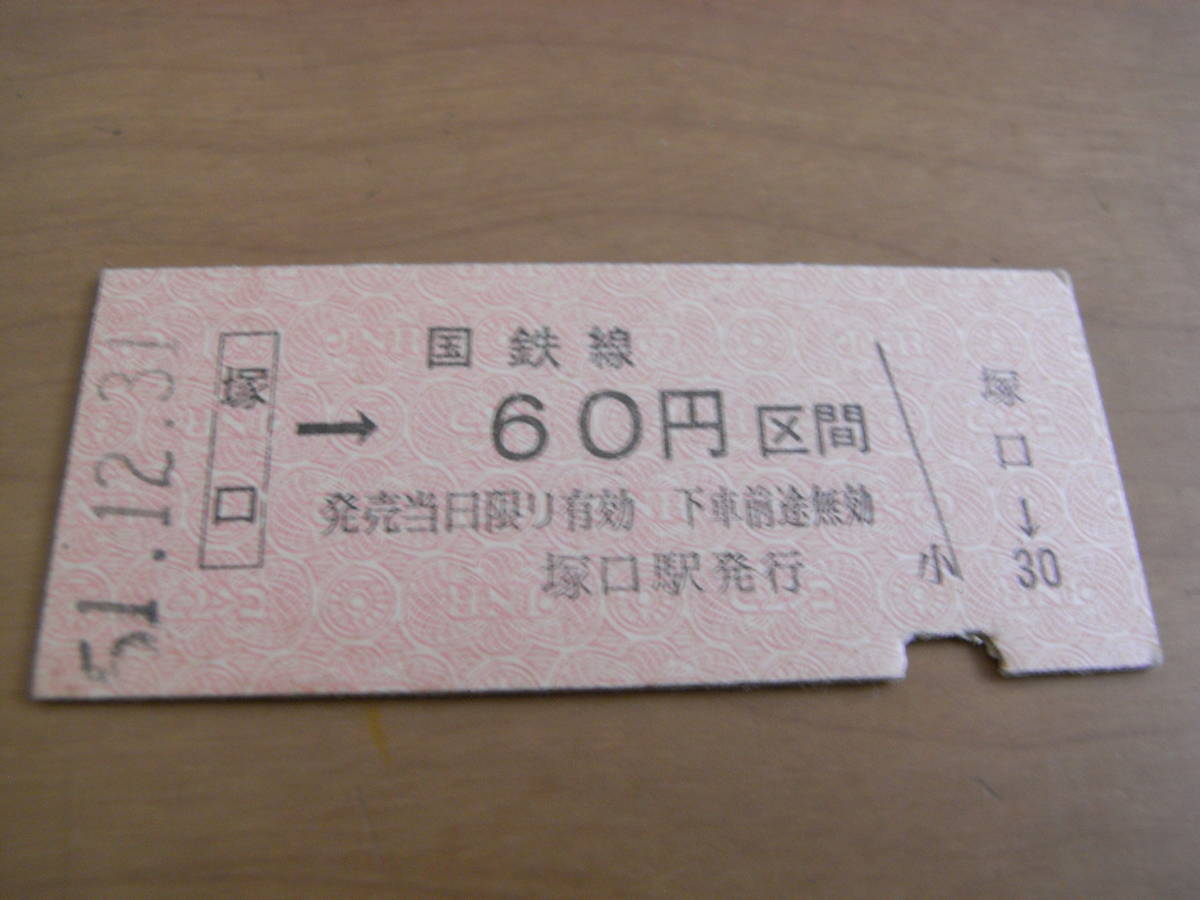 51.12.31
塚口
→
国鉄線
60円区間
発売当日限り有効 下車前途無効
塚口駅発行
小
塚口→30